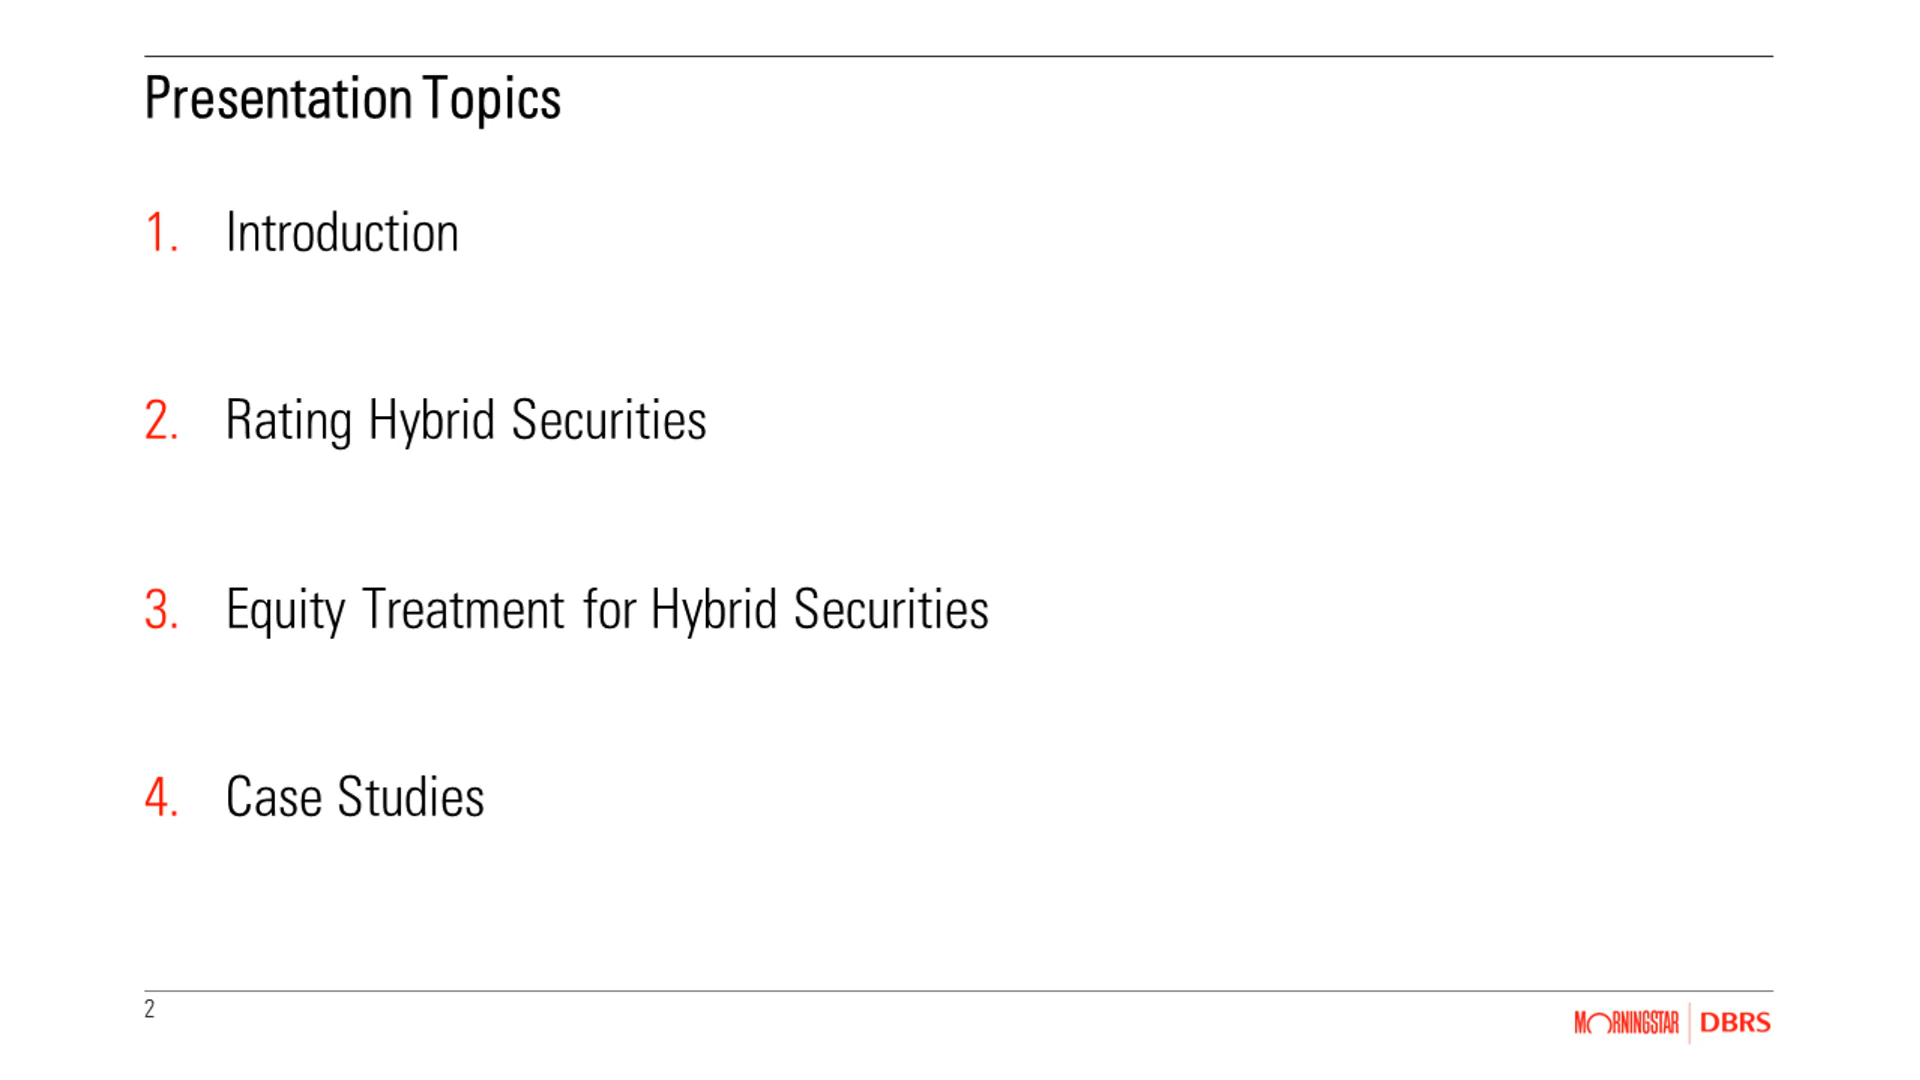 Presentation Topics
1. Introduction
2. Rating Hybrid Securities
3. Equity Treatment for Hybrid Securities
4. Case Studies
2
MORNINGSTAR | DBRS